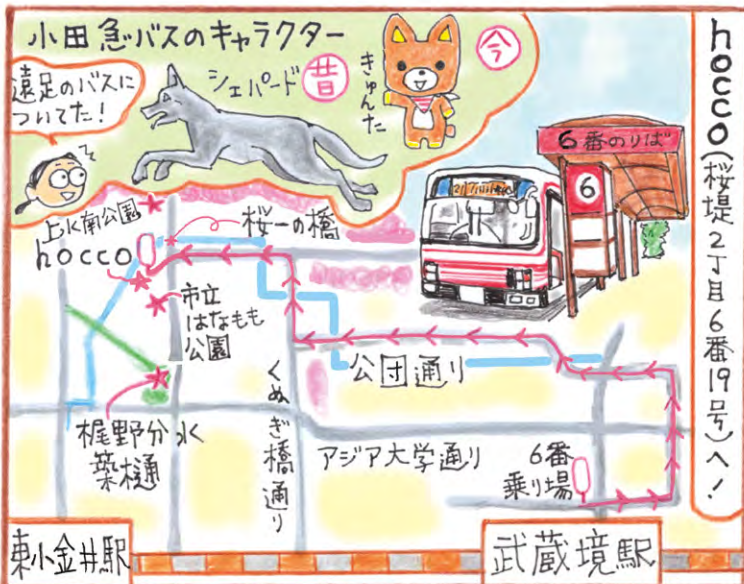 小田急バスのキャラクター
遠足のバスに
ついてた！
シェパード
昔
きゅんた
今
hocco（桜堤2丁目6番19号）へ！
6番のりば
6
上水南公園
hocco
桜一の橋
市立
はなもも
公園
公団通り
くぬぎ橋通り
梶野分水
築樋
アジア大学通り
6番
乗り場
東小金井駅
武蔵境駅